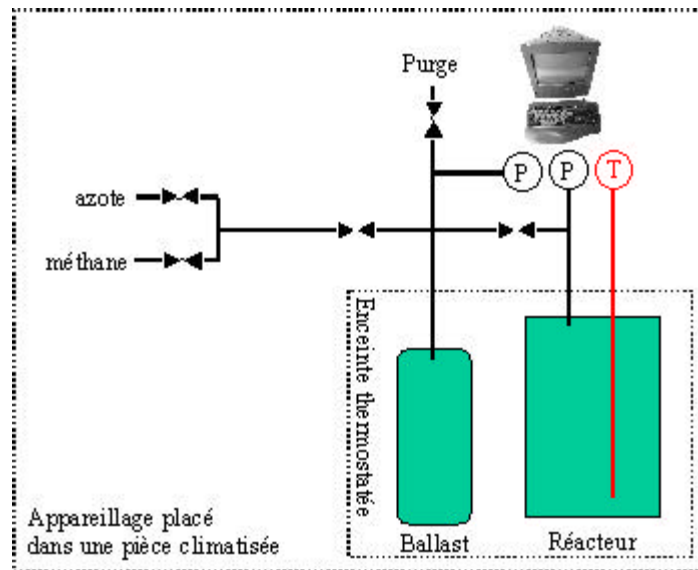 Purge
P P T
azote
méthane
Enceinte thermostatée
Appareillage placé
dans une pièce climatisée
Ballast
Réacteur